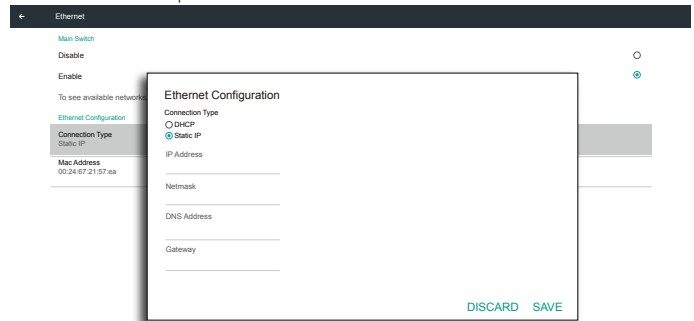 Ethernet
Main Switch
Disable
Enable
To see available networks
Ethernet Configuration
Connection Type
Static IP
Mac Address
00:24:67:21:57:ea
Ethernet Configuration
Connection Type
DHCP
Static IP
IP Address
Netmask
DNS Address
Gateway
DISCARD SAVE